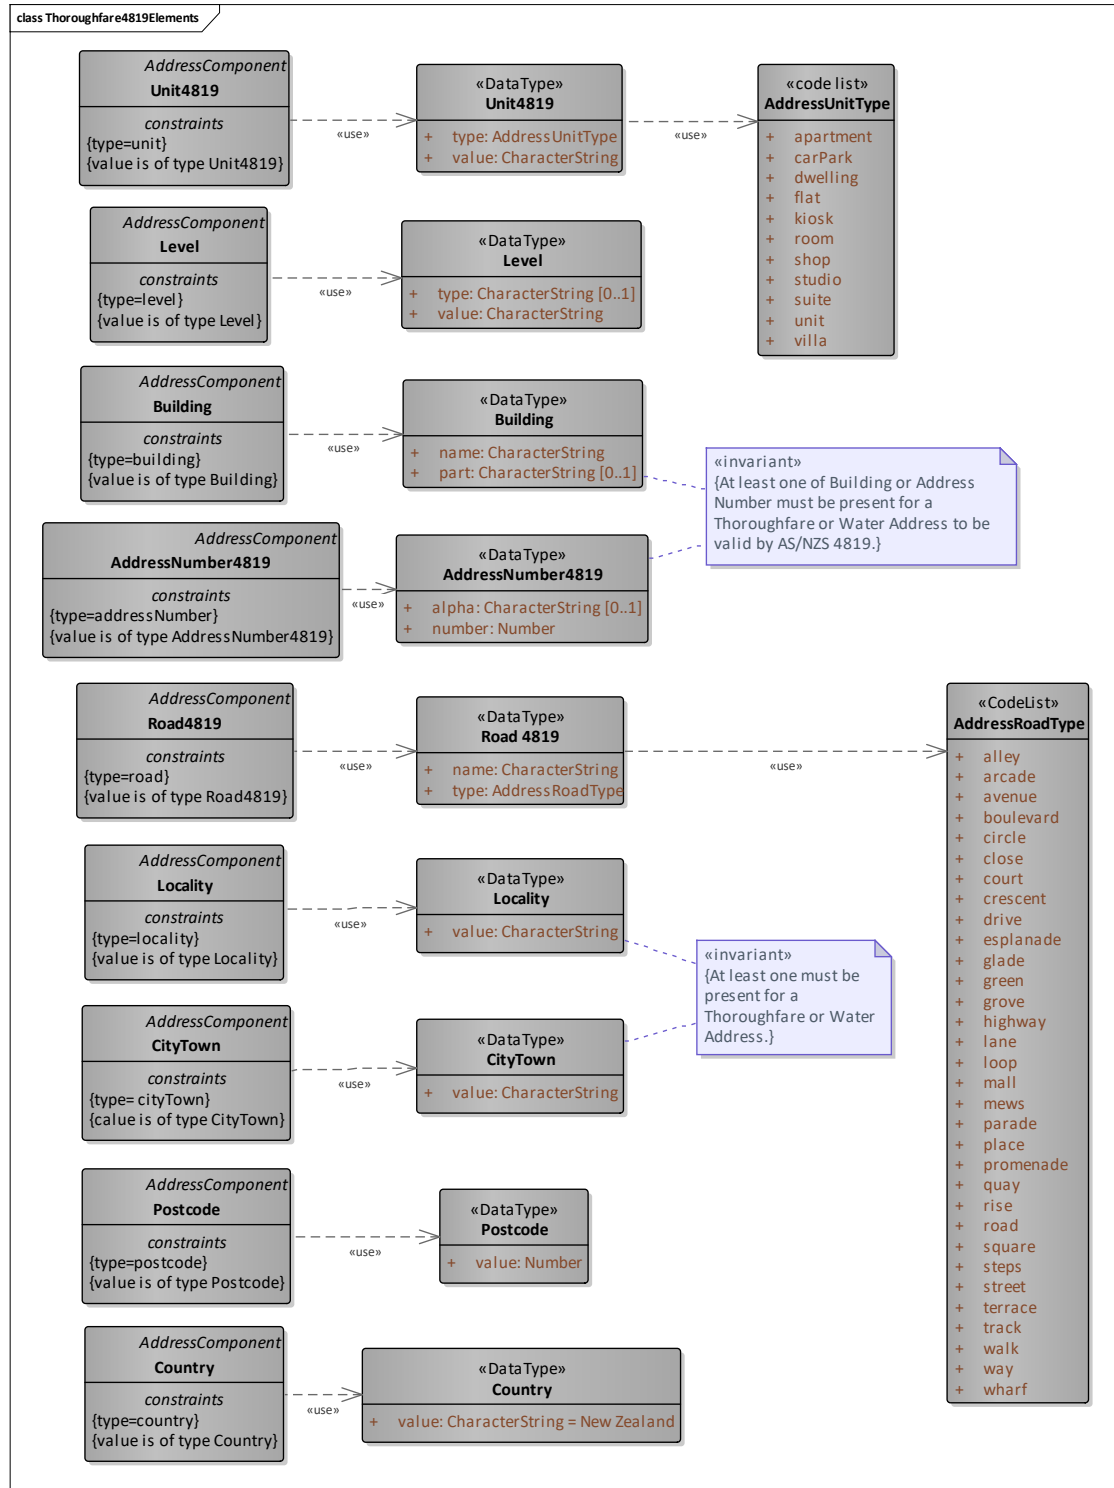 class Thoroughfare4819Elements
AddressComponent
Unit4819
constraints
{type=unit}
{value is of type Unit4819}
«use»
«DataType»
Unit4819
+ type: AddressUnitType
+ value: CharacterString
«use»
«code list»
AddressUnitType
+ apartment
+ carPark
+ dwelling
+ flat
+ kiosk
+ room
+ shop
+ studio
+ suite
+ unit
+ villa
AddressComponent
Level
constraints
{type=level}
{value is of type Level}
«use»
«DataType»
Level
+ type: CharacterString [0..1]
+ value: CharacterString
AddressComponent
Building
constraints
{type=building}
{value is of type Building}
«use»
«DataType»
Building
+ name: CharacterString
+ part: CharacterString [0..1]
«invariant»
{At least one of Building or Address
Number must be present for a
Thoroughfare or Water Address to be
valid by AS/NZS 4819.}
AddressComponent
AddressNumber4819
constraints
{type=addressNumber}
{value is of type AddressNumber4819}
«use»
«DataType»
AddressNumber4819
+ alpha: CharacterString [0..1]
+ number: Number
AddressComponent
Road4819
constraints
{type=road}
{value is of type Road4819}
«use»
«DataType»
Road 4819
+ name: CharacterString
+ type: AddressRoadType
«use»
«CodeList»
AddressRoadType
+ alley
+ arcade
+ avenue
+ boulevard
+ circle
+ close
+ court
+ crescent
+ drive
+ esplanade
+ glade
+ green
+ grove
+ highway
+ lane
+ loop
+ mall
+ mews
+ parade
+ place
+ promenade
+ quay
+ rise
+ road
+ square
+ steps
+ street
+ terrace
+ track
+ walk
+ way
+ wharf
AddressComponent
Locality
constraints
{type=locality}
{value is of type Locality}
«use»
«DataType»
Locality
+ value: CharacterString
«invariant»
{At least one must be
present for a
Thoroughfare or Water
Address.}
AddressComponent
CityTown
constraints
{type= cityTown}
{calue is of type CityTown}
«use»
«DataType»
CityTown
+ value: CharacterString
AddressComponent
Postcode
constraints
{type=postcode}
{value is of type Postcode}
«use»
«DataType»
Postcode
+ value: Number
AddressComponent
Country
constraints
{type=country}
{value is of type Country}
«use»
«DataType»
Country
+ value: CharacterString = New Zealand